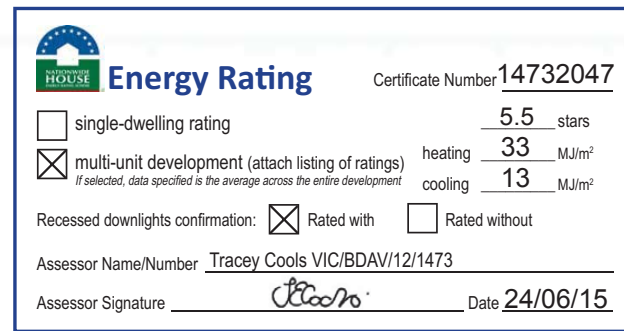 NATIONWIDE
HOUSE
ENERGY RATING SCHEME
Energy Rating
Certificate Number 14732047
single-dwelling rating
5.5 stars
multi-unit development (attach listing of ratings)
If selected, data specified is the average across the entire development
heating 33 MJ/m²
cooling 13 MJ/m²
Recessed downlights confirmation: Rated with Rated without
Assessor Name/Number Tracey Cools VIC/BDAV/12/1473
Assessor Signature Date 24/06/15